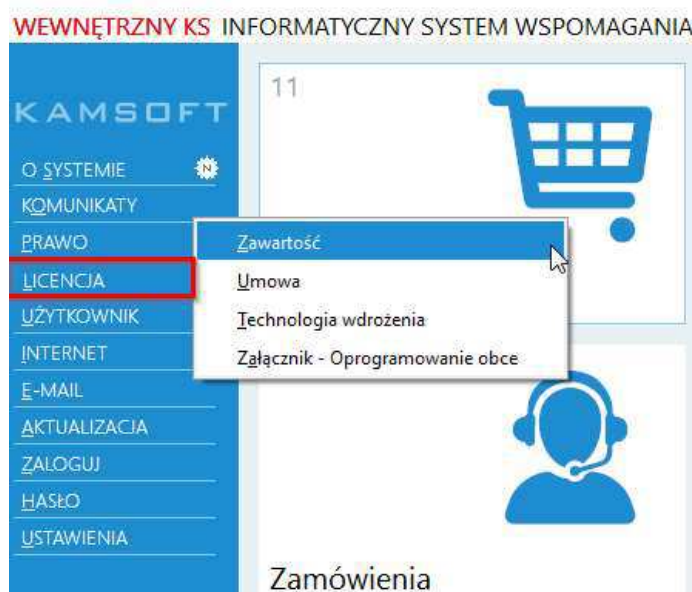 WEWNĘTRZNY KS INFORMATYCZNY SYSTEM WSPOMAGANIA
11
KAMSOFT
O SYSTEMIE N
KOMUNIKATY
PRAWO
LICENCJA
UŻYTKOWNIK
INTERNET
E-MAIL
AKTUALIZACJA
ZALOGUJ
HASŁO
USTAWIENIA
Zawartość
Umowa
Technologia wdrożenia
Załącznik - Oprogramowanie obce
Zamówienia